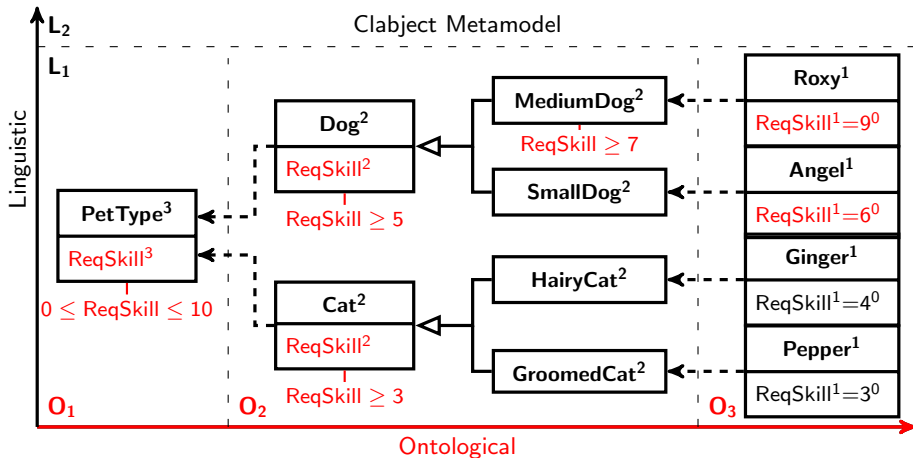 L₂
Clabject Metamodel
L₁
Linguistic
PetType³
ReqSkill³
0 ≤ ReqSkill ≤ 10
O₁
Dog²
ReqSkill²
ReqSkill ≥ 5
Cat²
ReqSkill²
ReqSkill ≥ 3
O₂
MediumDog²
ReqSkill ≥ 7
SmallDog²
HairyCat²
GroomedCat²
O₃
Roxy¹
ReqSkill¹=9⁰
Angel¹
ReqSkill¹=6⁰
Ginger¹
ReqSkill¹=4⁰
Pepper¹
ReqSkill¹=3⁰
Ontological